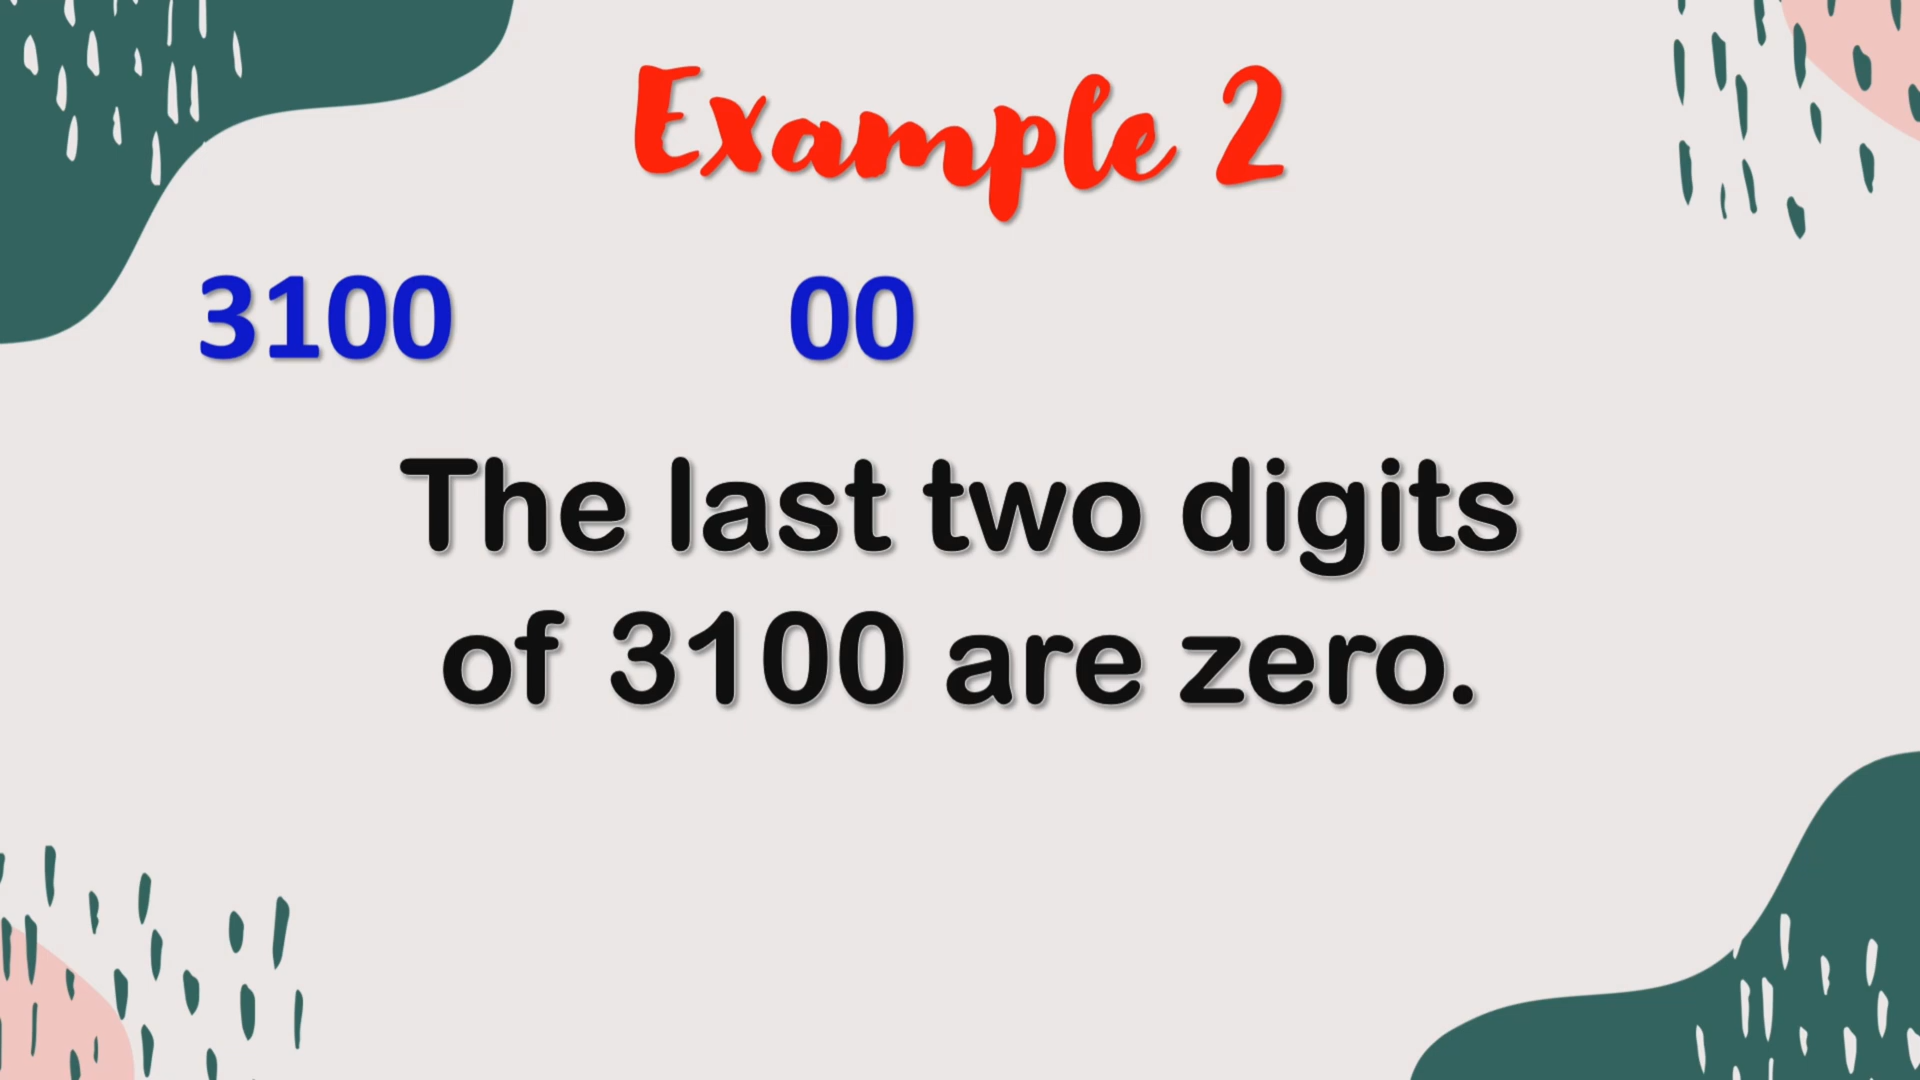 Example 2
3100 00
The last two digits
of 3100 are zero.